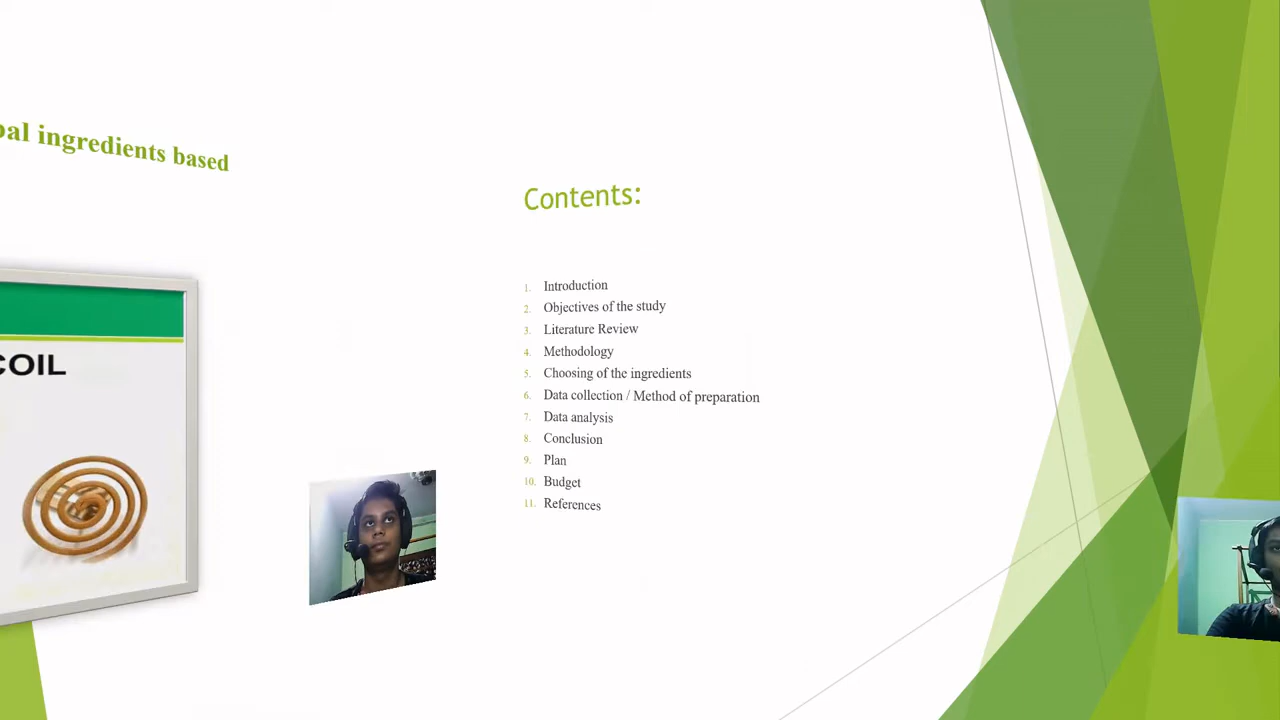 ingredients based
COIL
Contents:
1. Introduction
2. Objectives of the study
3. Literature Review
4. Methodology
5. Choosing of the ingredients
6. Data collection / Method of preparation
7. Data analysis
8. Conclusion
9. Plan
10. Budget
11. References